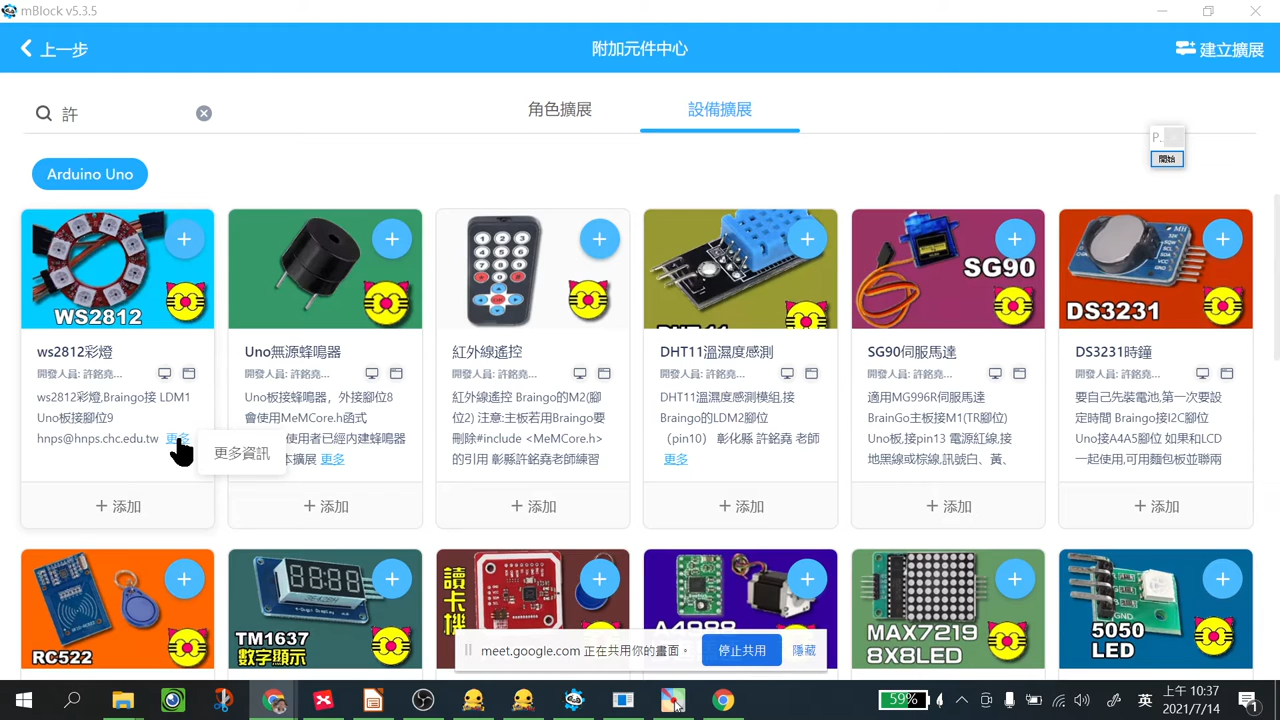 mBlock v5.3.5
上一步
附加元件中心
建立擴展
許
角色擴展
設備擴展
P...
開始
Arduino Uno
WS2812
DHT11
SG90
DS3231
ws2812彩燈
開發人員: 許銘堯...
ws2812彩燈,Braingo接 LDM1
Uno板接腳位9
hnps@hnps.chc.edu.tw 更多
更多資訊
添加
Uno無源蜂鳴器
開發人員: 許銘堯...
Uno板接蜂鳴器，外接腳位8
會使用MeMCore.h函式
使用者已經內建蜂鳴器
本擴展 更多
添加
紅外線遙控
開發人員: 許銘堯...
紅外線遙控 Braingo的M2(腳
位2) 注意:主板若用Braingo要
刪除#include <MeMCore.h>
的引用 彰縣許銘堯老師練習
添加
DHT11溫濕度感測
開發人員: 許銘堯...
DHT11溫濕度感測模組,接
Braingo的LDM2腳位
（pin10） 彰化縣 許銘堯 老師
更多
添加
SG90伺服馬達
開發人員: 許銘堯...
適用MG996R伺服馬達
BrainGo主板接M1(TR腳位)
Uno板,接pin13 電源紅線,接
地黑線或棕線,訊號白、黃、
添加
DS3231時鐘
開發人員: 許銘堯...
要自己先裝電池,第一次要設
定時間 Braingo接I2C腳位
Uno接A4A5腳位 如果和LCD
一起使用,可用麵包板並聯兩
添加
RC522
TM1637
數字顯示
讀卡機
A4988
MAX7219
8X8LED
5050
LED
meet.google.com 正在共用你的畫面。
停止共用
隱藏
59%
英
上午 10:37
2021/7/14
1